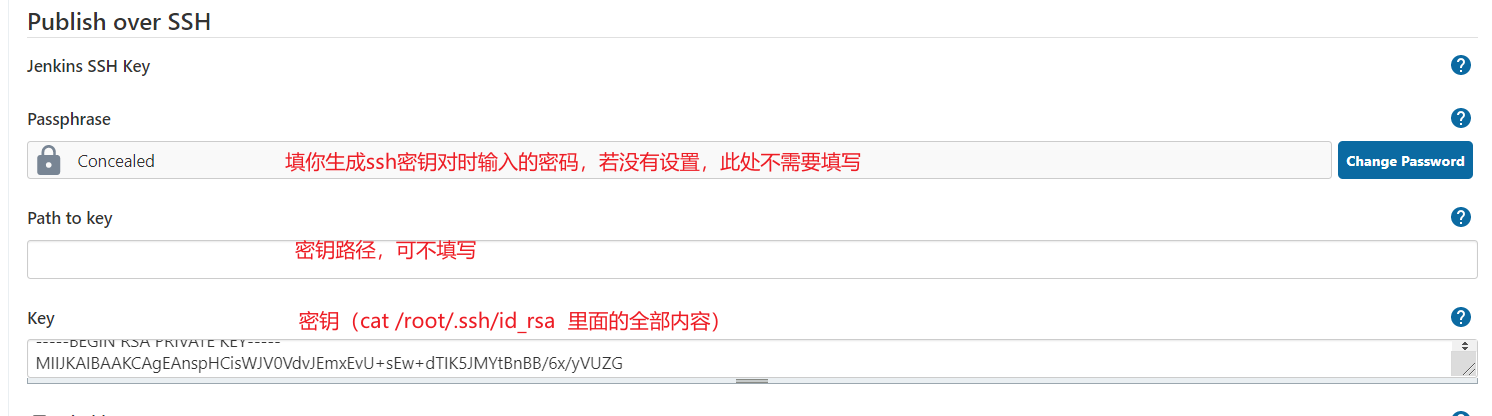 Publish over SSH
Jenkins SSH Key
Passphrase
Concealed 填你生成ssh密钥对时输入的密码，若没有设置，此处不需要填写 Change Password
Path to key
密钥路径，可不填写
Key 密钥（cat /root/.ssh/id_rsa 里面的全部内容）
-----BEGIN RSA PRIVATE KEY-----
MIIJKAIBAAKCAgEAnspHCisWJV0VdvJEmxEvU+sEw+dTIK5JMYtBnBB/6x/yVUZG